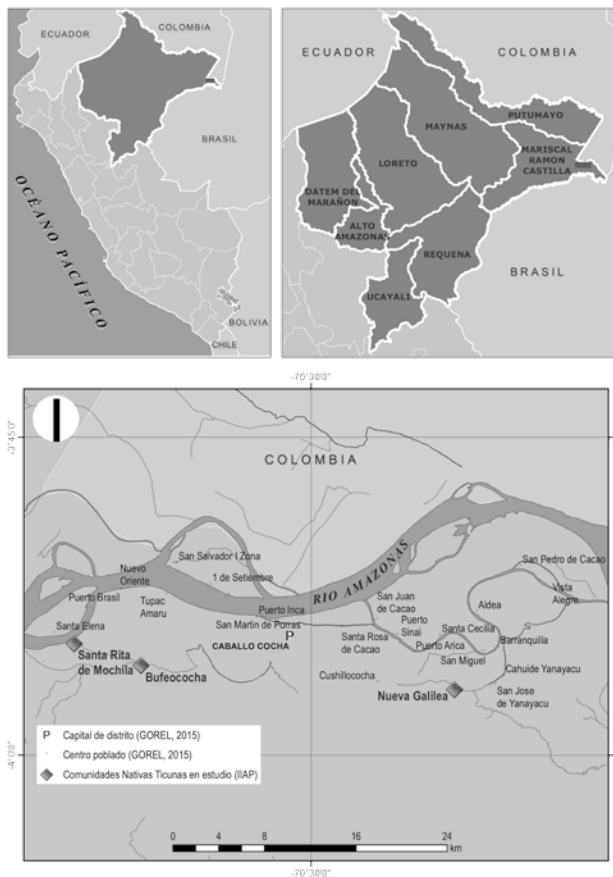 ECUADOR
COLOMBIA
BRASIL
OCÉANO PACÍFICO
BOLIVIA
CHILE
ECUADOR
COLOMBIA
PUTUMAYO
MAYNAS
MARISCAL
RAMON
CASTILLA
LORETO
DATEM DEL
MARAÑON
ALTO
AMAZONAS
REQUENA
BRASIL
UCAYALI
-70°30'0"
-3°45'0"
COLOMBIA
San Salvador I Zona
San Pedro de Cacao
Nuevo
Oriente
1 de Setiembre
RIO AMAZONAS
Vista
Alegre.
Puerto Brasil
Tupac
Amaru
Puerto Inca
San Juan
de Cacao
Aldea
Santa Elena
San Martin de Porras
P
Puerto
Sinai
Santa Cecilia
Santa Rosa
de Cacao
Puerto Arica
Barranquilla
Santa Rita
de Mochila
CABALLO COCHA
San Miguel
Bufeococha
Cushillococha
Cahuide Yanayacu
Nueva Galilea
San Jose
de Yanayacu
P Capital de distrito (GOREL, 2015)
Centro poblado (GOREL, 2015)
Comunidades Nativas Ticunas en estudio (IIAP)
-4°0'0"
0 4 8 16 24
km
-70°30'0"